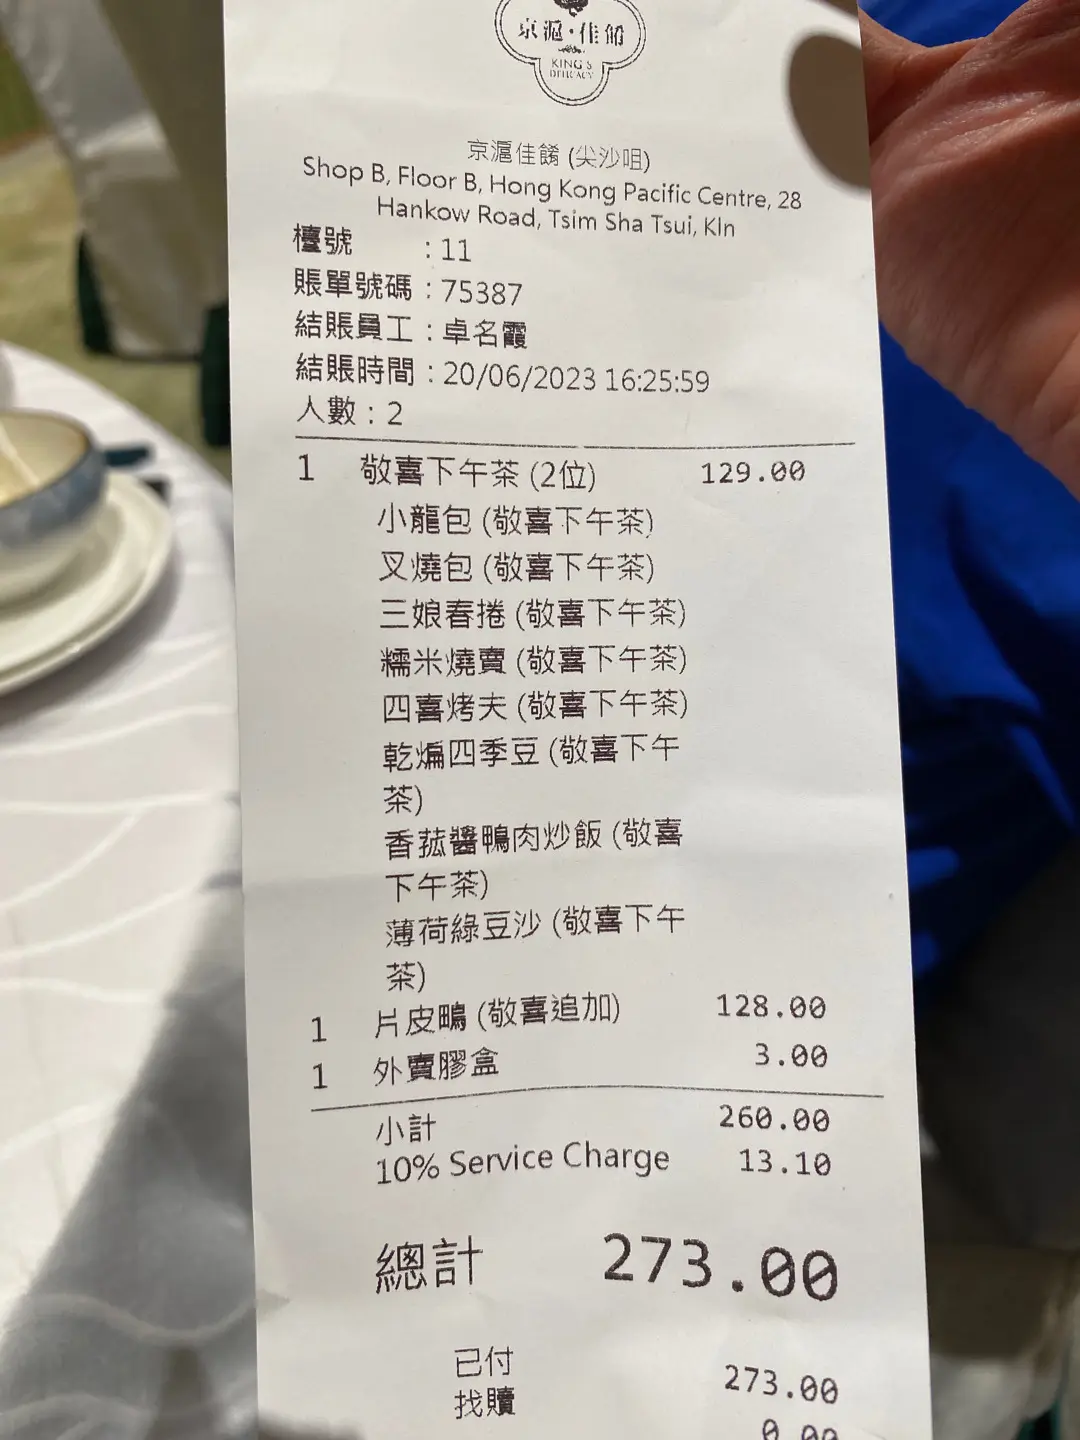 京滬·佳餚
KING'S
DELICACY
京滬佳餚 (尖沙咀)
Shop B, Floor B, Hong Kong Pacific Centre, 28
Hankow Road, Tsim Sha Tsui, Kln
檯號 : 11
賬單號碼 : 75387
結賬員工 : 卓名霞
結賬時間 : 20/06/2023 16:25:59
人數 : 2
1 敬喜下午茶 (2位) 129.00
小龍包 (敬喜下午茶)
叉燒包 (敬喜下午茶)
三娘春捲 (敬喜下午茶)
糯米燒賣 (敬喜下午茶)
四喜烤夫 (敬喜下午茶)
乾煸四季豆 (敬喜下午
茶)
香菰醬鴨肉炒飯 (敬喜
下午茶)
薄荷綠豆沙 (敬喜下午
茶)
1 片皮鴨 (敬喜追加) 128.00
1 外賣膠盒 3.00
小計 260.00
10% Service Charge 13.10
總計 273.00
已付 273.00
找贖 0.00